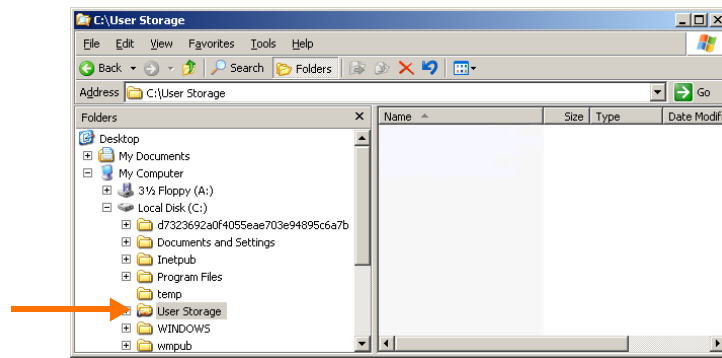 C:\User Storage
File Edit View Favorites Tools Help
Back Search Folders
Address C:\User Storage Go
Folders Name Size Type Date Modif
Desktop
My Documents
My Computer
3½ Floppy (A:)
Local Disk (C:)
d7323692a0f4055eae703e94895c6a7b
Documents and Settings
Inetpub
Program Files
temp
User Storage
WINDOWS
wmpub